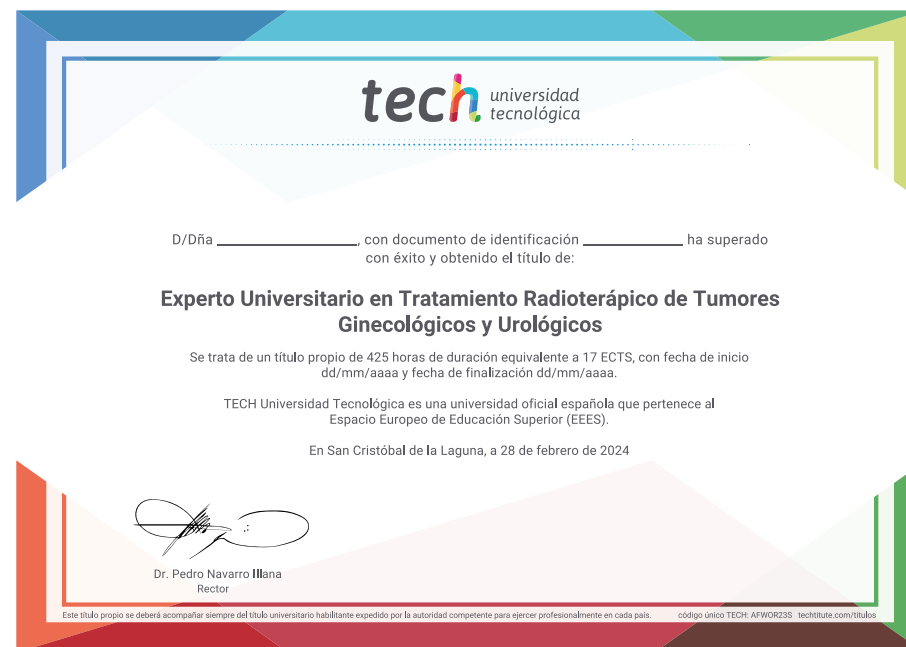 tech universidad
tecnológica
D/Dña ________________, con documento de identificación ____________ ha superado
con éxito y obtenido el título de:
Experto Universitario en Tratamiento Radioterápico de Tumores
Ginecológicos y Urológicos
Se trata de un título propio de 425 horas de duración equivalente a 17 ECTS, con fecha de inicio
dd/mm/aaaa y fecha de finalización dd/mm/aaaa.
TECH Universidad Tecnológica es una universidad oficial española que pertenece al
Espacio Europeo de Educación Superior (EEES).
En San Cristóbal de la Laguna, a 28 de febrero de 2024
Dr. Pedro Navarro Illana
Rector
Este título propio se deberá acompañar siempre del título universitario habilitante expedido por la autoridad competente para ejercer profesionalmente en cada país. código único TECH: AFWOR23S techtitute.com/titulos